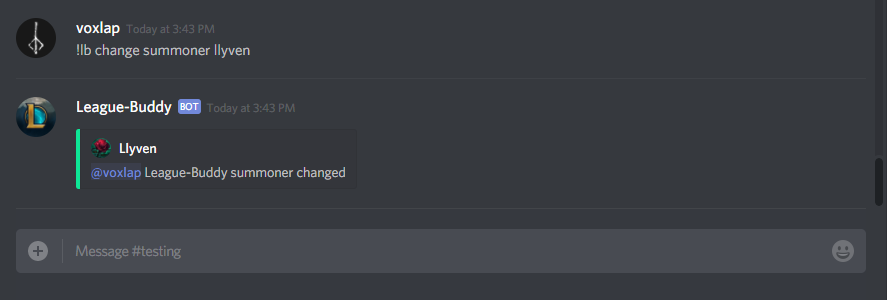 voxlap Today at 3:43 PM
!lb change summoner llyven
League-Buddy BOT Today at 3:43 PM
Llyven
@voxlap League-Buddy summoner changed
Message #testing